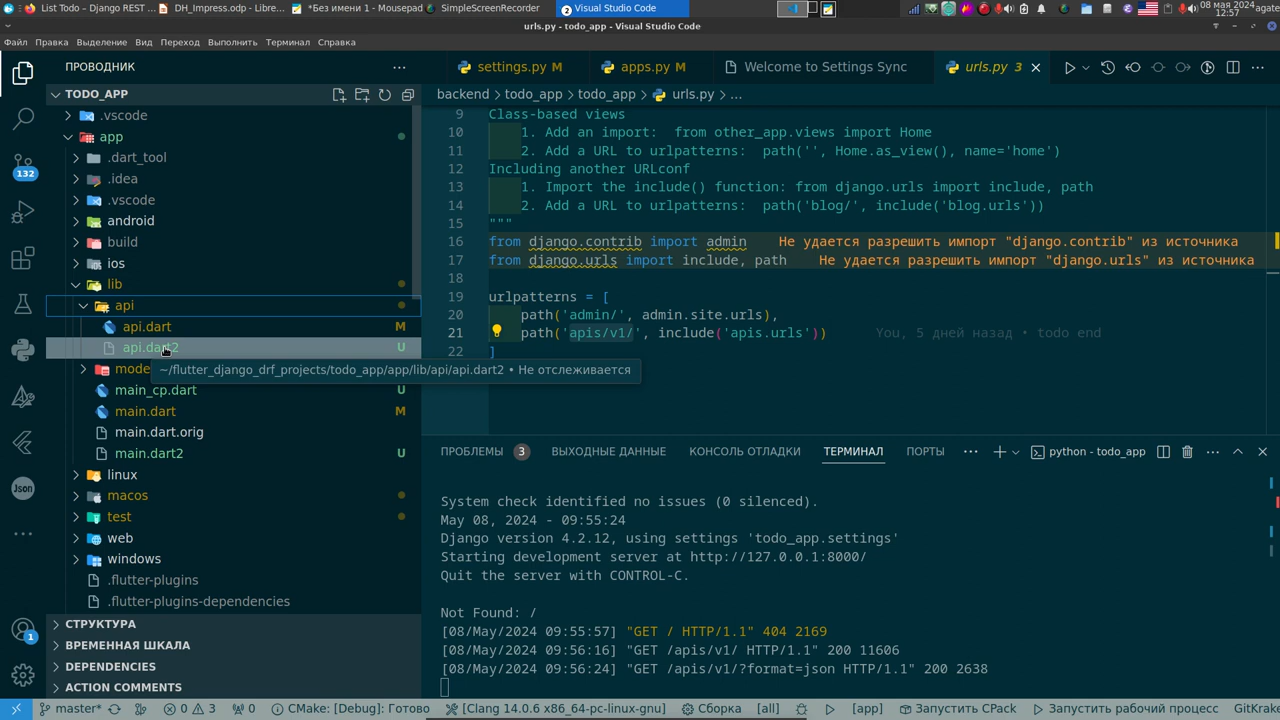 List Todo – Django REST ...
DH_Impress.odp - Libre...
*Без имени 1 - Mousepad
SimpleScreenRecorder
2 Visual Studio Code
08 мая 2024 agate
12:57
urls.py - todo_app - Visual Studio Code
Файл Правка Выделение Вид Переход Выполнить Терминал Справка
ПРОВОДНИК
settings.py M
apps.py M
Welcome to Settings Sync
urls.py 3
TODO_APP
backend > todo_app > todo_app > urls.py > ...
.vscode
app
.dart_tool
.idea
.vscode
android
build
ios
lib
api
api.dart M
api.dart2 U
mode
main_cp.dart U
main.dart M
main.dart.orig
main.dart2 U
linux
macos
test
web
windows
.flutter-plugins
.flutter-plugins-dependencies
СТРУКТУРА
ВРЕМЕННАЯ ШКАЛА
DEPENDENCIES
ACTION COMMENTS
132
Json
1
~/flutter_django_drf_projects/todo_app/app/lib/api/api.dart2 • Не отслеживается
9 Class-based views
10 1. Add an import: from other_app.views import Home
11 2. Add a URL to urlpatterns: path('', Home.as_view(), name='home')
12 Including another URLconf
13 1. Import the include() function: from django.urls import include, path
14 2. Add a URL to urlpatterns: path('blog/', include('blog.urls'))
15 """
16 from django.contrib import admin Не удается разрешить импорт "django.contrib" из источника
17 from django.urls import include, path Не удается разрешить импорт "django.urls" из источника
18
19 urlpatterns = [
20 path('admin/', admin.site.urls),
21 path('apis/v1/', include('apis.urls')) You, 5 дней назад • todo end
22 ]
ПРОБЛЕМЫ 3 ВЫХОДНЫЕ ДАННЫЕ КОНСОЛЬ ОТЛАДКИ ТЕРМИНАЛ ПОРТЫ ... python - todo_app
System check identified no issues (0 silenced).
May 08, 2024 - 09:55:24
Django version 4.2.12, using settings 'todo_app.settings'
Starting development server at http://127.0.0.1:8000/
Quit the server with CONTROL-C.
Not Found: /
[08/May/2024 09:55:57] "GET / HTTP/1.1" 404 2169
[08/May/2024 09:56:16] "GET /apis/v1/ HTTP/1.1" 200 11606
[08/May/2024 09:56:24] "GET /apis/v1/?format=json HTTP/1.1" 200 2638
master* 0 3 0 CMake: [Debug]: Готово [Clang 14.0.6 x86_64-pc-linux-gnu] Сборка [all] [app] Запустить CPack Запустить рабочий процесс GitKrake